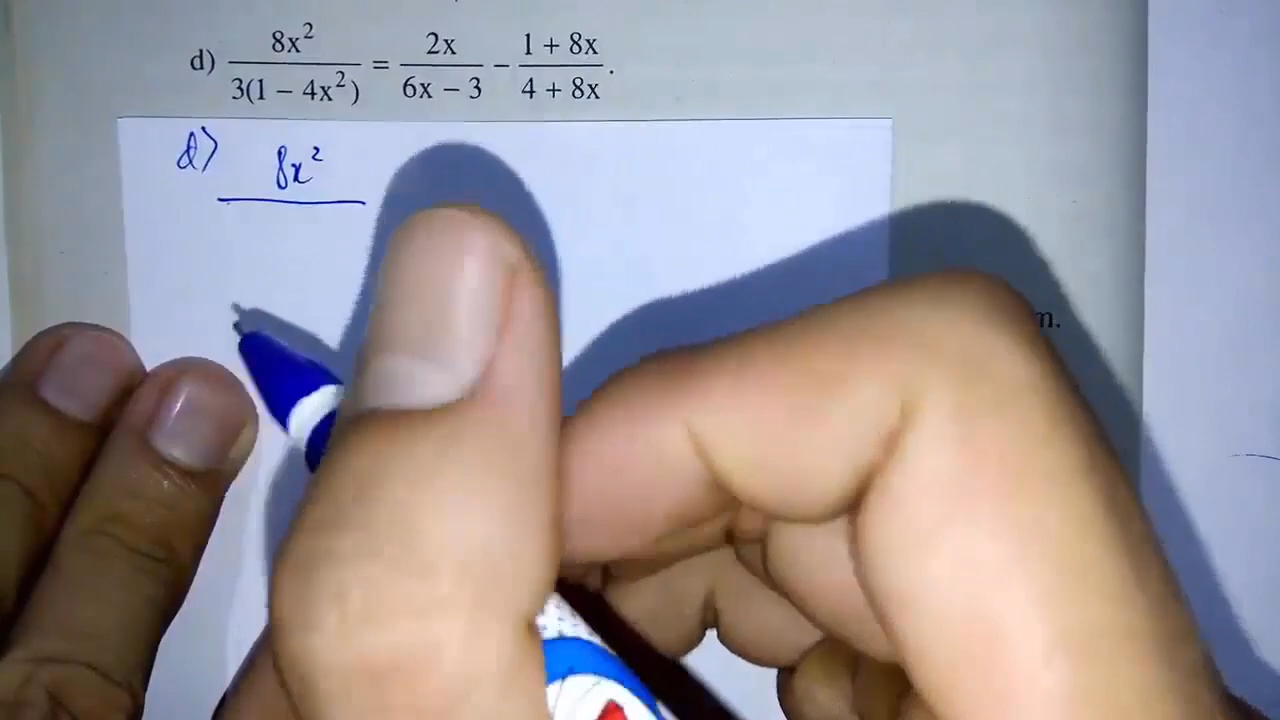 d) 8x²/3(1 − 4x²) = 2x/6x − 3 − 1 + 8x/4 + 8x.
d) 8x²